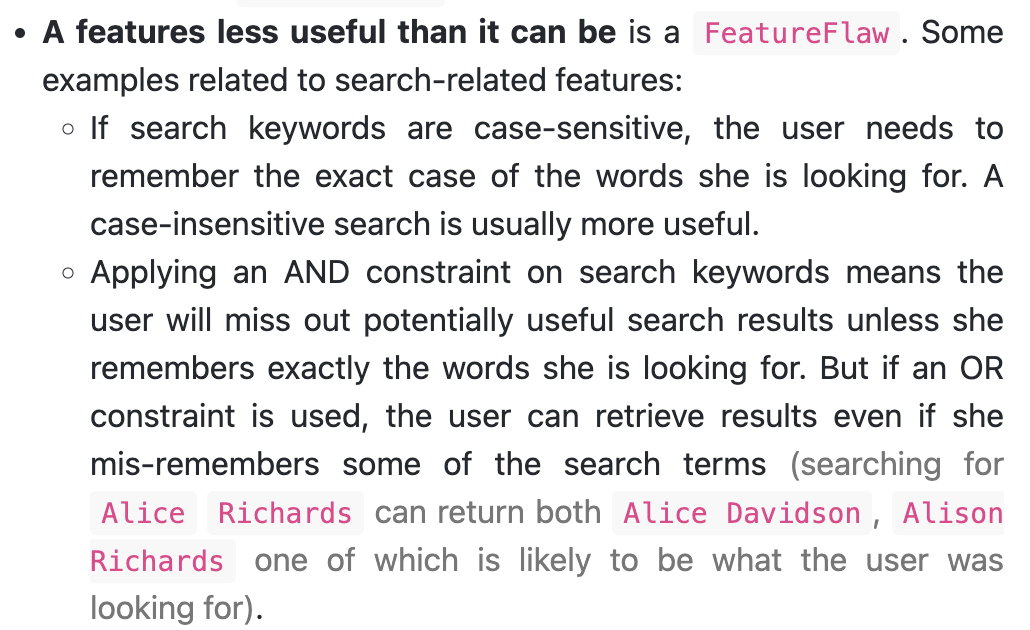 • A features less useful than it can be is a FeatureFlaw. Some
examples related to search-related features:
◦ If search keywords are case-sensitive, the user needs to
remember the exact case of the words she is looking for. A
case-insensitive search is usually more useful.
◦ Applying an AND constraint on search keywords means the
user will miss out potentially useful search results unless she
remembers exactly the words she is looking for. But if an OR
constraint is used, the user can retrieve results even if she
mis-remembers some of the search terms (searching for
Alice Richards can return both Alice Davidson, Alison
Richards one of which is likely to be what the user was
looking for).